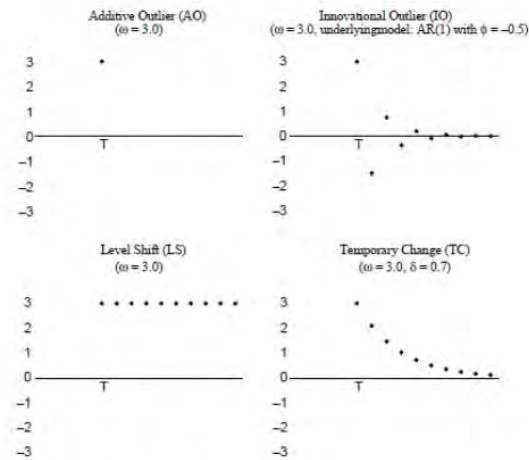 Additive Outlier (AO)
(ω = 3.0)
3
2
1
0
–1
–2
–3
T
Innovational Outlier (IO)
(ω = 3.0, underlyingmodel: AR(1) with ϕ = –0.5)
3
2
1
0
–1
–2
–3
T
Level Shift (LS)
(ω = 3.0)
3
2
1
0
–1
–2
–3
T
Temporary Change (TC)
(ω = 3.0, δ = 0.7)
3
2
1
0
–1
–2
–3
T